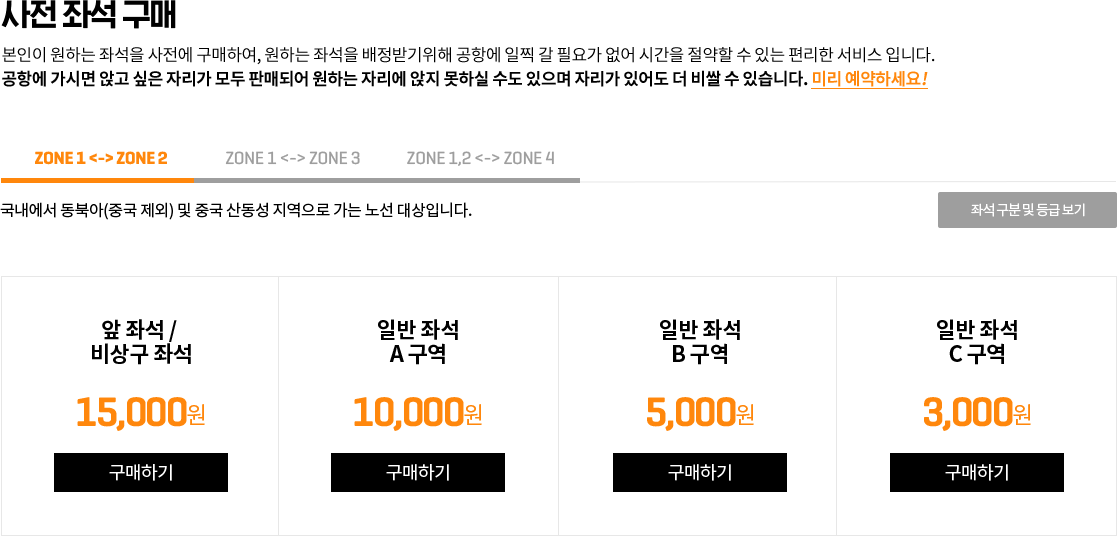 사전 좌석 구매
본인이 원하는 좌석을 사전에 구매하여, 원하는 좌석을 배정받기위해 공항에 일찍 갈 필요가 없어 시간을 절약할 수 있는 편리한 서비스 입니다.
공항에 가시면 앉고 싶은 자리가 모두 판매되어 원하는 자리에 앉지 못하실 수도 있으며 자리가 있어도 더 비쌀 수 있습니다. 미리 예약하세요!
ZONE 1 <-> ZONE 2 ZONE 1 <-> ZONE 3 ZONE 1,2 <-> ZONE 4
국내에서 동북아(중국 제외) 및 중국 산동성 지역으로 가는 노선 대상입니다.
좌석 구분 및 등급 보기
앞 좌석 /
비상구 좌석
15,000원
구매하기
일반 좌석
A 구역
10,000원
구매하기
일반 좌석
B 구역
5,000원
구매하기
일반 좌석
C 구역
3,000원
구매하기